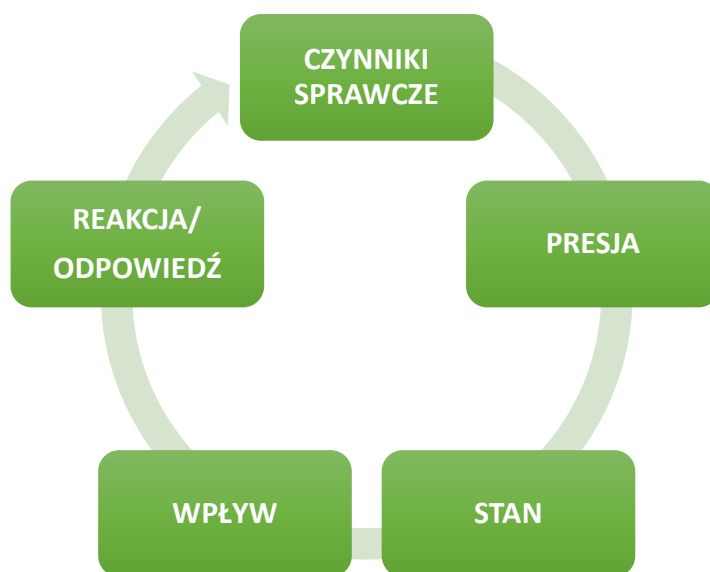 CZYNNIKI
SPRAWCZE
PRESJA
STAN
WPŁYW
REAKCJA/
ODPOWIEDŹ